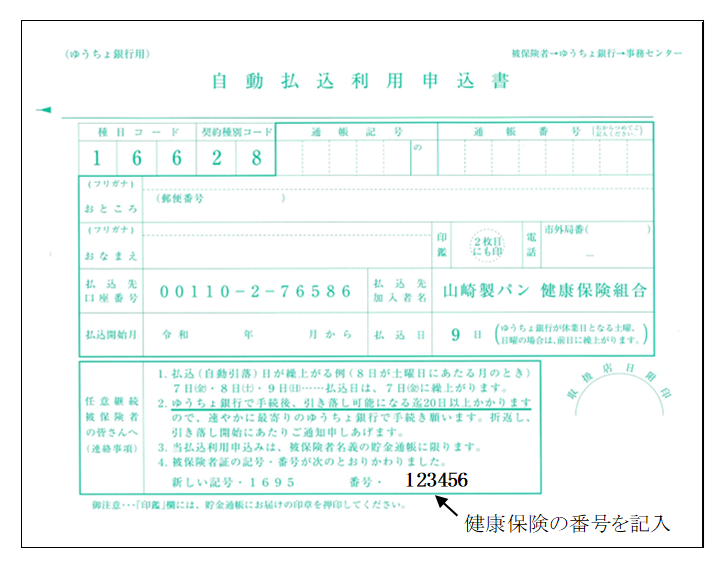 (ゆうちょ銀行用)
被保険者→ゆうちょ銀行→事務センター
自動払込利用申込書
種目コード 契約種別コード 通帳記号 通帳番号 (右からつめてご記入ください。)
1 6 6 2 8 の
(フリガナ)
おところ (郵便番号 )
(フリガナ)
おなまえ 印鑑 2枚目にも印 電話 市外局番( ) ―
払込先口座番号 00110-2-76586 払込先加入者名 山崎製パン 健康保険組合
払込開始月 令和 年 月から 払込日 9日 (ゆうちょ銀行が休業日となる土曜、日曜の場合は、前日に繰上がります。)
任意継続
被保険者
の皆さんへ
(連絡事項)
1. 払込(自動引落)日が繰上がる例(8日が土曜日にあたる月のとき)
7日㈮・8日㈯・9日㈰……払込日は、7日㈮に繰上がります。
2. ゆうちょ銀行で手続後、引き落し可能になる迄20日以上かかります
ので、速やかに最寄りのゆうちょ銀行で手続き願います。折返し、
引き落し開始にあたりご通知申しあげます。
3. 当払込利用申込みは、被保険者名義の貯金通帳に限ります。
4. 被保険者証の記号・番号が次のとおりかわりました。
新しい記号・1695 番号・ 123456
取扱店日附印
御注意…「印鑑」欄には、貯金通帳にお届けの印章を押印してください。
健康保険の番号を記入